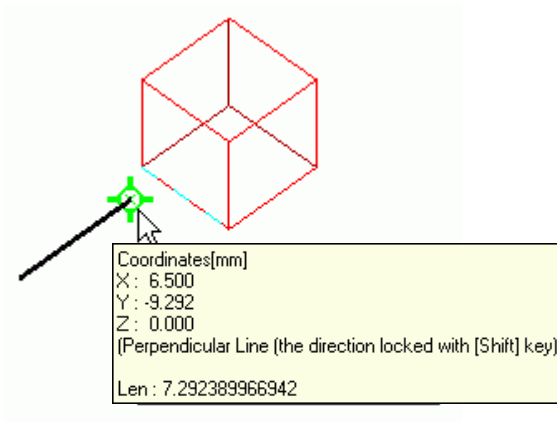 Coordinates[mm]
X : 6.500
Y : -9.292
Z : 0.000
(Perpendicular Line (the direction locked with [Shift] key)
Len : 7.292389966942